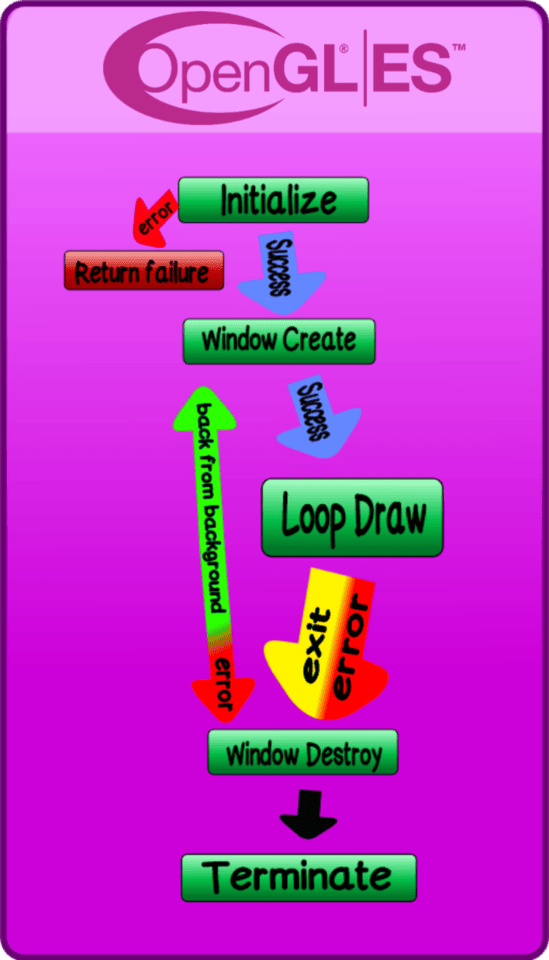 OpenGL®|ES™
Initialize
error
Return failure
Success
Window Create
Success
back from background
error
Loop Draw
exit
error
Window Destroy
Terminate